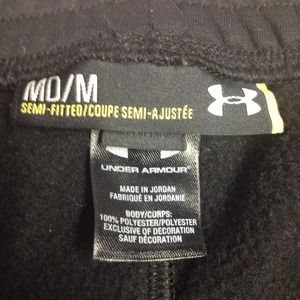 MD/M
SEMI-FITTED/COUPE SEMI-AJUSTÉE
UNDER ARMOUR
MADE IN JORDAN
FABRIQUÉ EN JORDANIE
BODY/CORPS:
100% POLYESTER/POLYESTER
EXCLUSIVE OF DECORATION
SAUF DÉCORATION